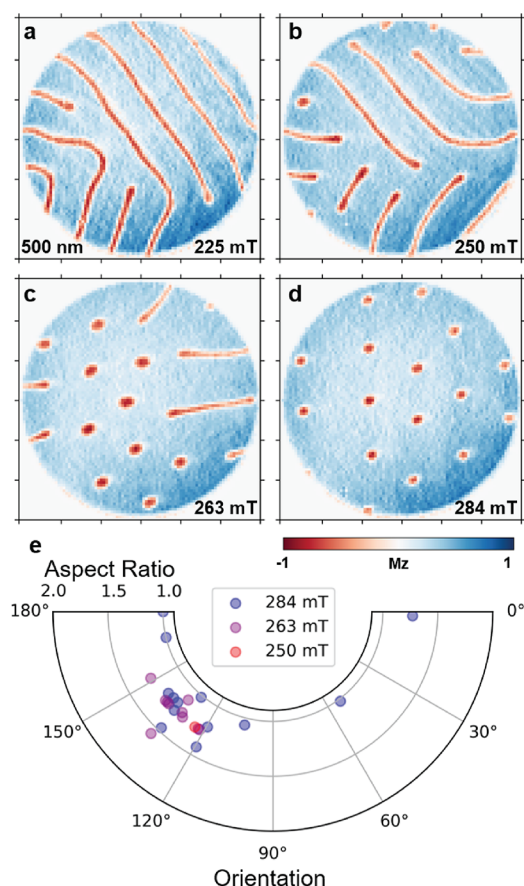 a
b
500 nm
225 mT
250 mT
c
d
263 mT
284 mT
e
-1
Mz
1
Aspect Ratio
2.0
1.5
1.0
284 mT
263 mT
250 mT
180°
0°
150°
30°
120°
60°
90°
Orientation